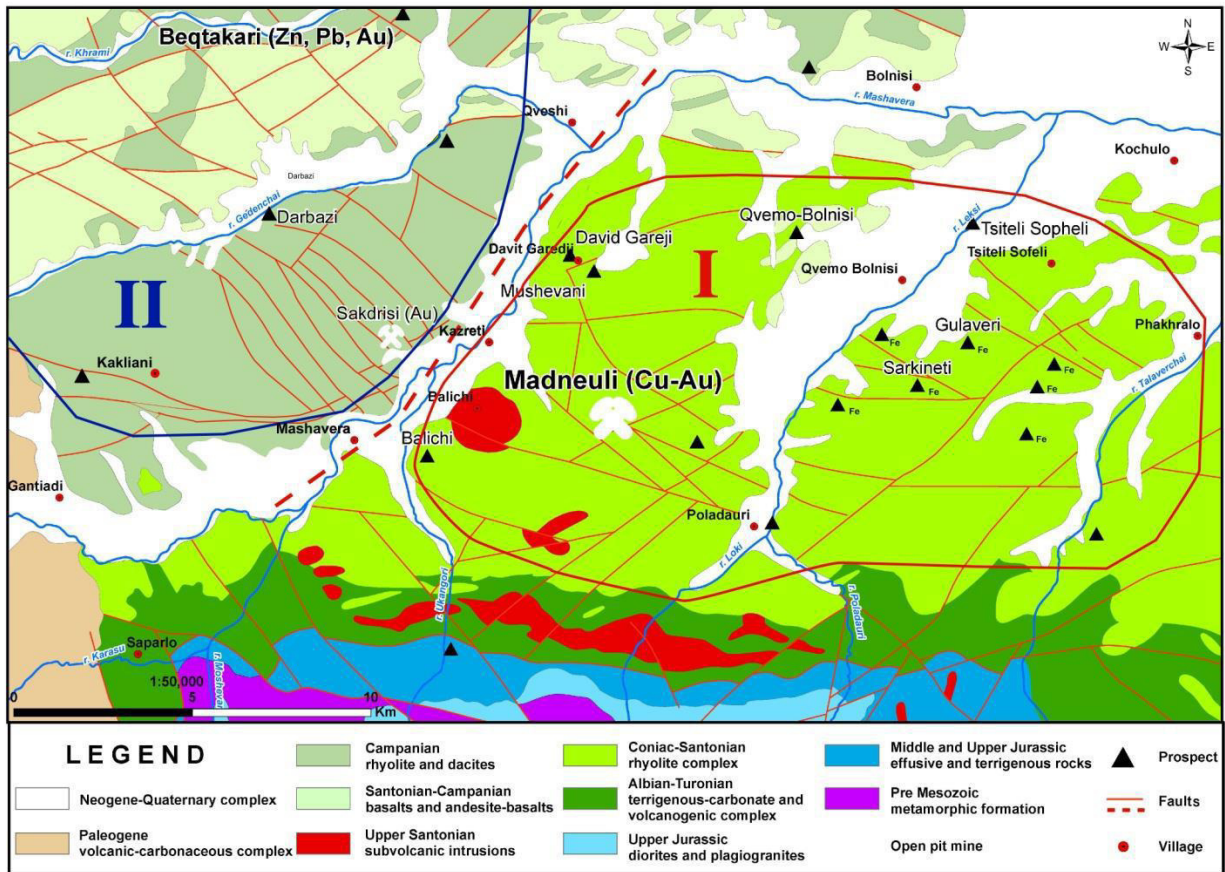 Beqtakari (Zn, Pb, Au)
r. Khrami
N
W E
S
Bolnisi
r. Mashavera
Qvoshi
Kochulo
Darbazi
r. Gedenchai
Darbazi
Qvemo-Bolnisi
r. Leksi
Tsiteli Sopheli
Tsiteli Sofeli
David Gareji
Davit Garedji
Mushevani
Qvemo Bolnisi
I
II
Sakdrisi (Au)
Kazreti
Gulaveri
Phakhralo
Fe
Fe
Fe
Kakliani
Madneuli (Cu-Au)
Sarkineti
Fe
Fe
Fe
Fe
r. Talaverchai
Balichi
Mashavera
Balichi
Gantiadi
Poladauri
r. Loki
r. Ukangori
r. Poladauri
Saparlo
r. Karasu
r. Moshevani
1:50,000
0 5 10
Km
LEGEND
Neogene-Quaternary complex
Paleogene
volcanic-carbonaceous complex
Campanian
rhyolite and dacites
Santonian-Campanian
basalts and andesite-basalts
Upper Santonian
subvolcanic intrusions
Coniac-Santonian
rhyolite complex
Albian-Turonian
terrigenous-carbonate and
volcanogenic complex
Upper Jurassic
diorites and plagiogranites
Middle and Upper Jurassic
effusive and terrigenous rocks
Pre Mesozoic
metamorphic formation
Open pit mine
Prospect
Faults
Village